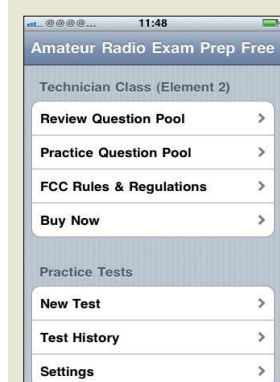 @@@@... 11:48
Amateur Radio Exam Prep Free
Technician Class (Element 2)
Review Question Pool
Practice Question Pool
FCC Rules & Regulations
Buy Now
Practice Tests
New Test
Test History
Settings